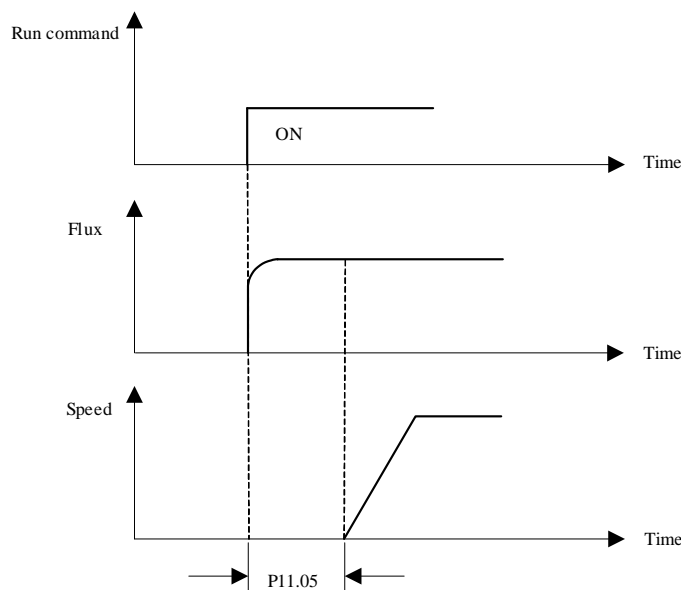 Run command
ON
Time
Flux
Time
Speed
Time
P11.05